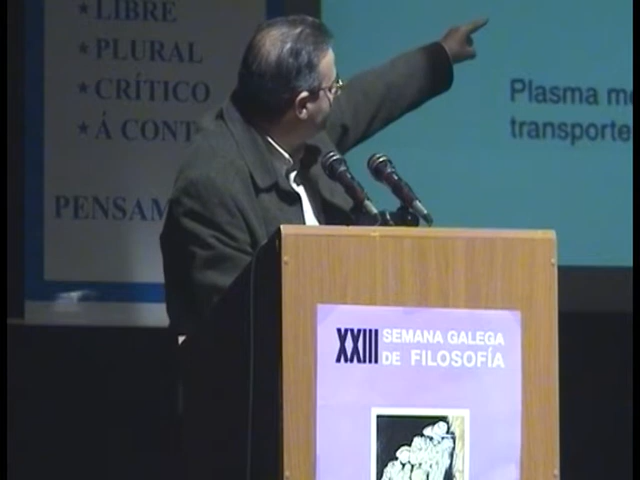 ★ LIBRE
★ PLURAL
★ CRÍTICO
★ Á CONT
PENSAM
Plasma me
transporte
XXIII SEMANA GALEGA
DE FILOSOFÍA